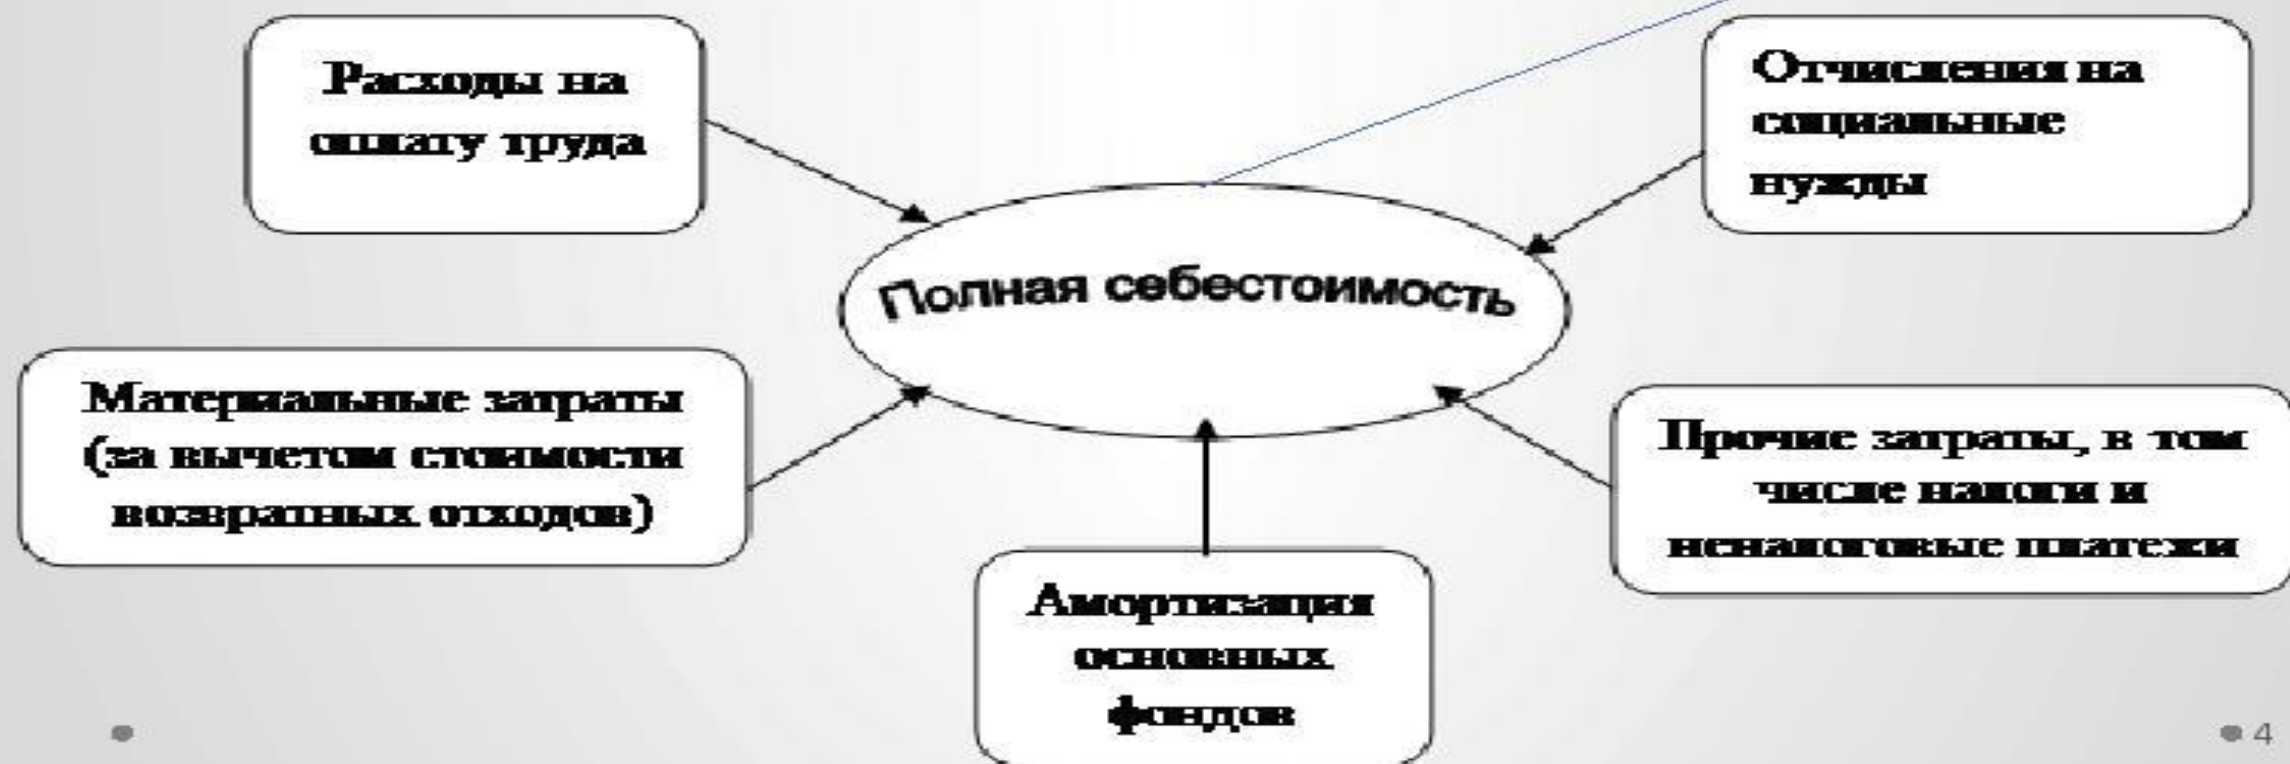 Расходы на
оплату труда
Отчисления на
социальные
нужды
Полная себестоимость
Материальные затраты
(за вычетом стоимости
возвратных отходов)
Прочие затраты, в том
числе налоги и
неналоговые платежи
Амортизация
основных
фондов
4